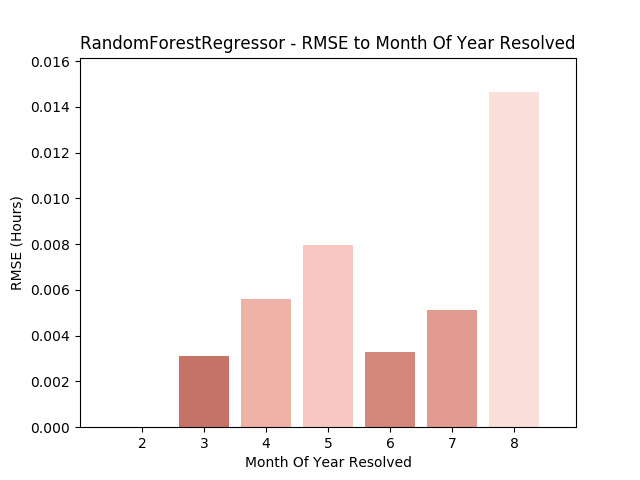 RandomForestRegressor - RMSE to Month Of Year Resolved
0.016
0.014
0.012
0.010
0.008
0.006
0.004
0.002
0.000
RMSE (Hours)
2 3 4 5 6 7 8
Month Of Year Resolved